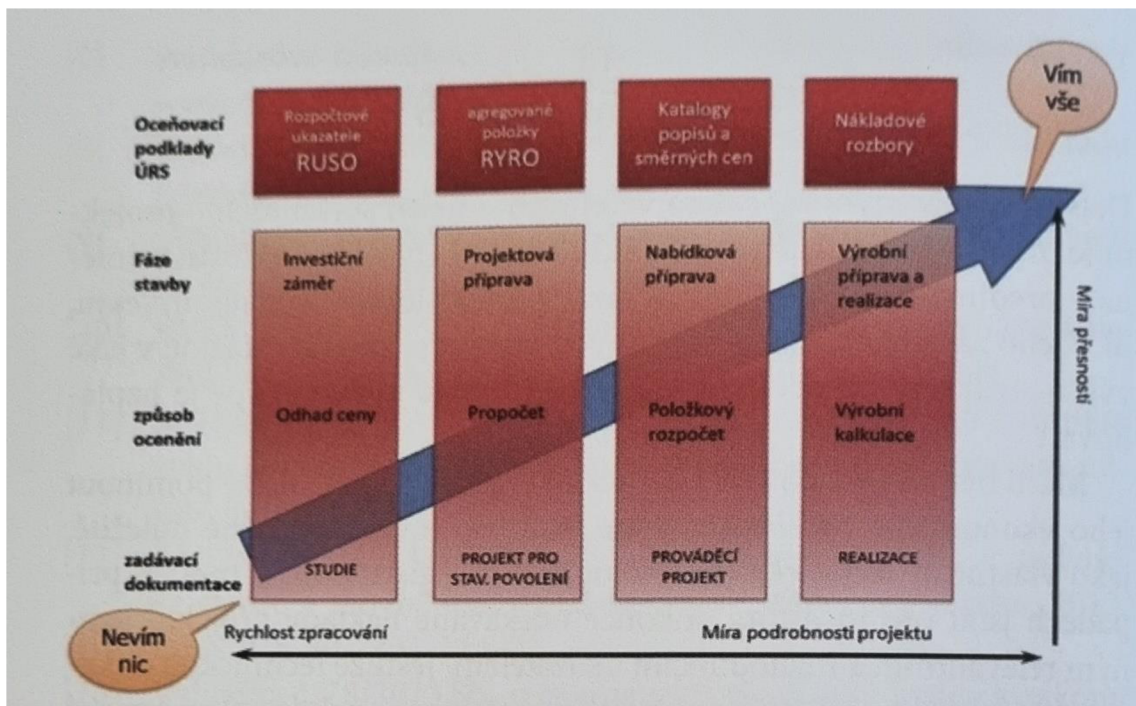 Vím
vše
Oceňovací
podklady
ÚRS
Rozpočtové
ukazatele
RUSO
agregované
položky
RYRO
Katalogy
popisů a
směrných cen
Nákladové
rozbory
Fáze
stavby
Investiční
záměr
Projektová
příprava
Nabídková
příprava
Výrobní
příprava a
realizace
Míra přesnosti
způsob
ocenění
Odhad ceny
Propočet
Položkový
rozpočet
Výrobní
kalkulace
zadávací
dokumentace
STUDIE
PROJEKT PRO
STAV. POVOLENÍ
PROVÁDĚCÍ
PROJEKT
REALIZACE
Nevím
nic
Rychlost zpracování
Míra podrobnosti projektu